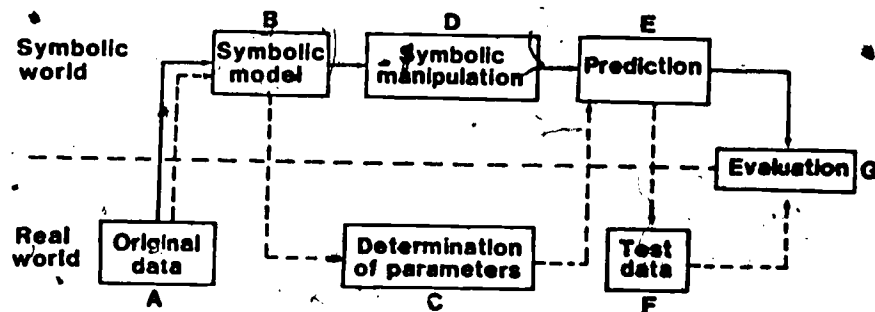 B
D
E
Symbolic
world
Symbolic
model
Symbolic
manipulation
Prediction
Evaluation
G
Real
world
Original
data
Determination
of parameters
Test
data
A
C
F